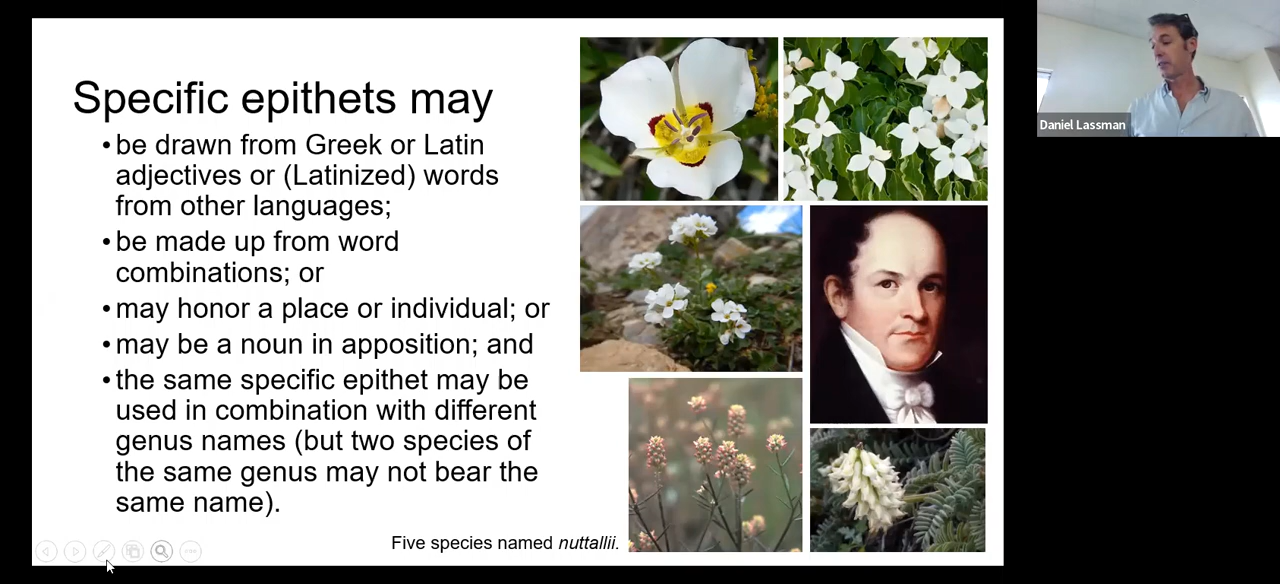 Specific epithets may
• be drawn from Greek or Latin
adjectives or (Latinized) words
from other languages;
• be made up from word
combinations; or
• may honor a place or individual; or
• may be a noun in apposition; and
• the same specific epithet may be
used in combination with different
genus names (but two species of
the same genus may not bear the
same name).
Five species named nuttallii.
Daniel Lassman